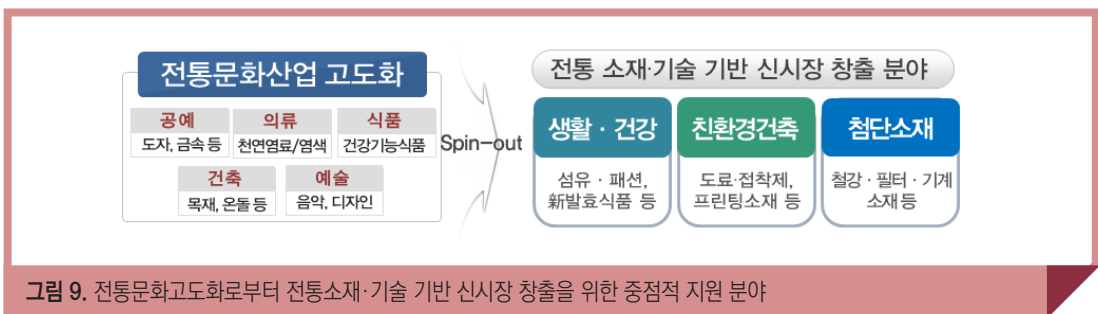 전통문화산업 고도화
공예
도자, 금속 등
의류
천연염료/염색
식품
건강기능식품
건축
목재, 온돌 등
예술
음악, 디자인
Spin-out
전통 소재·기술 기반 신시장 창출 분야
생활 · 건강
섬유 · 패션,
新발효식품 등
친환경건축
도료·접착제,
프린팅소재 등
첨단소재
철강 · 필터 · 기계
소재등
그림 9. 전통문화고도화로부터 전통소재·기술 기반 신시장 창출을 위한 중점적 지원 분야